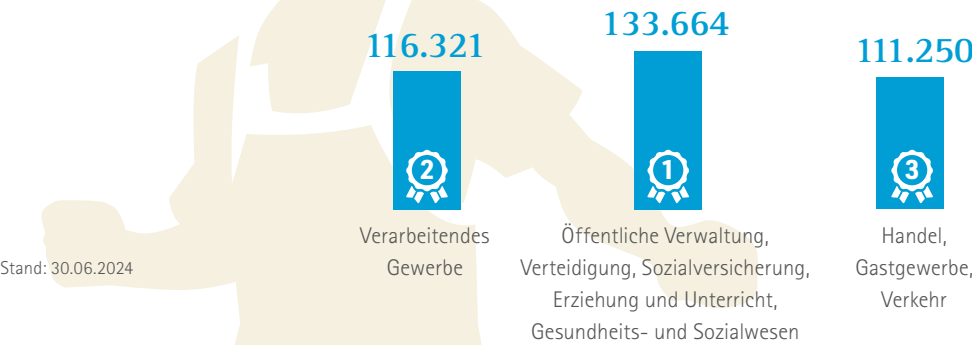 116.321
133.664
111.250
2
1
3
Verarbeitendes
Gewerbe
Öffentliche Verwaltung,
Verteidigung, Sozialversicherung,
Erziehung und Unterricht,
Gesundheits- und Sozialwesen
Handel,
Gastgewerbe,
Verkehr
Stand: 30.06.2024